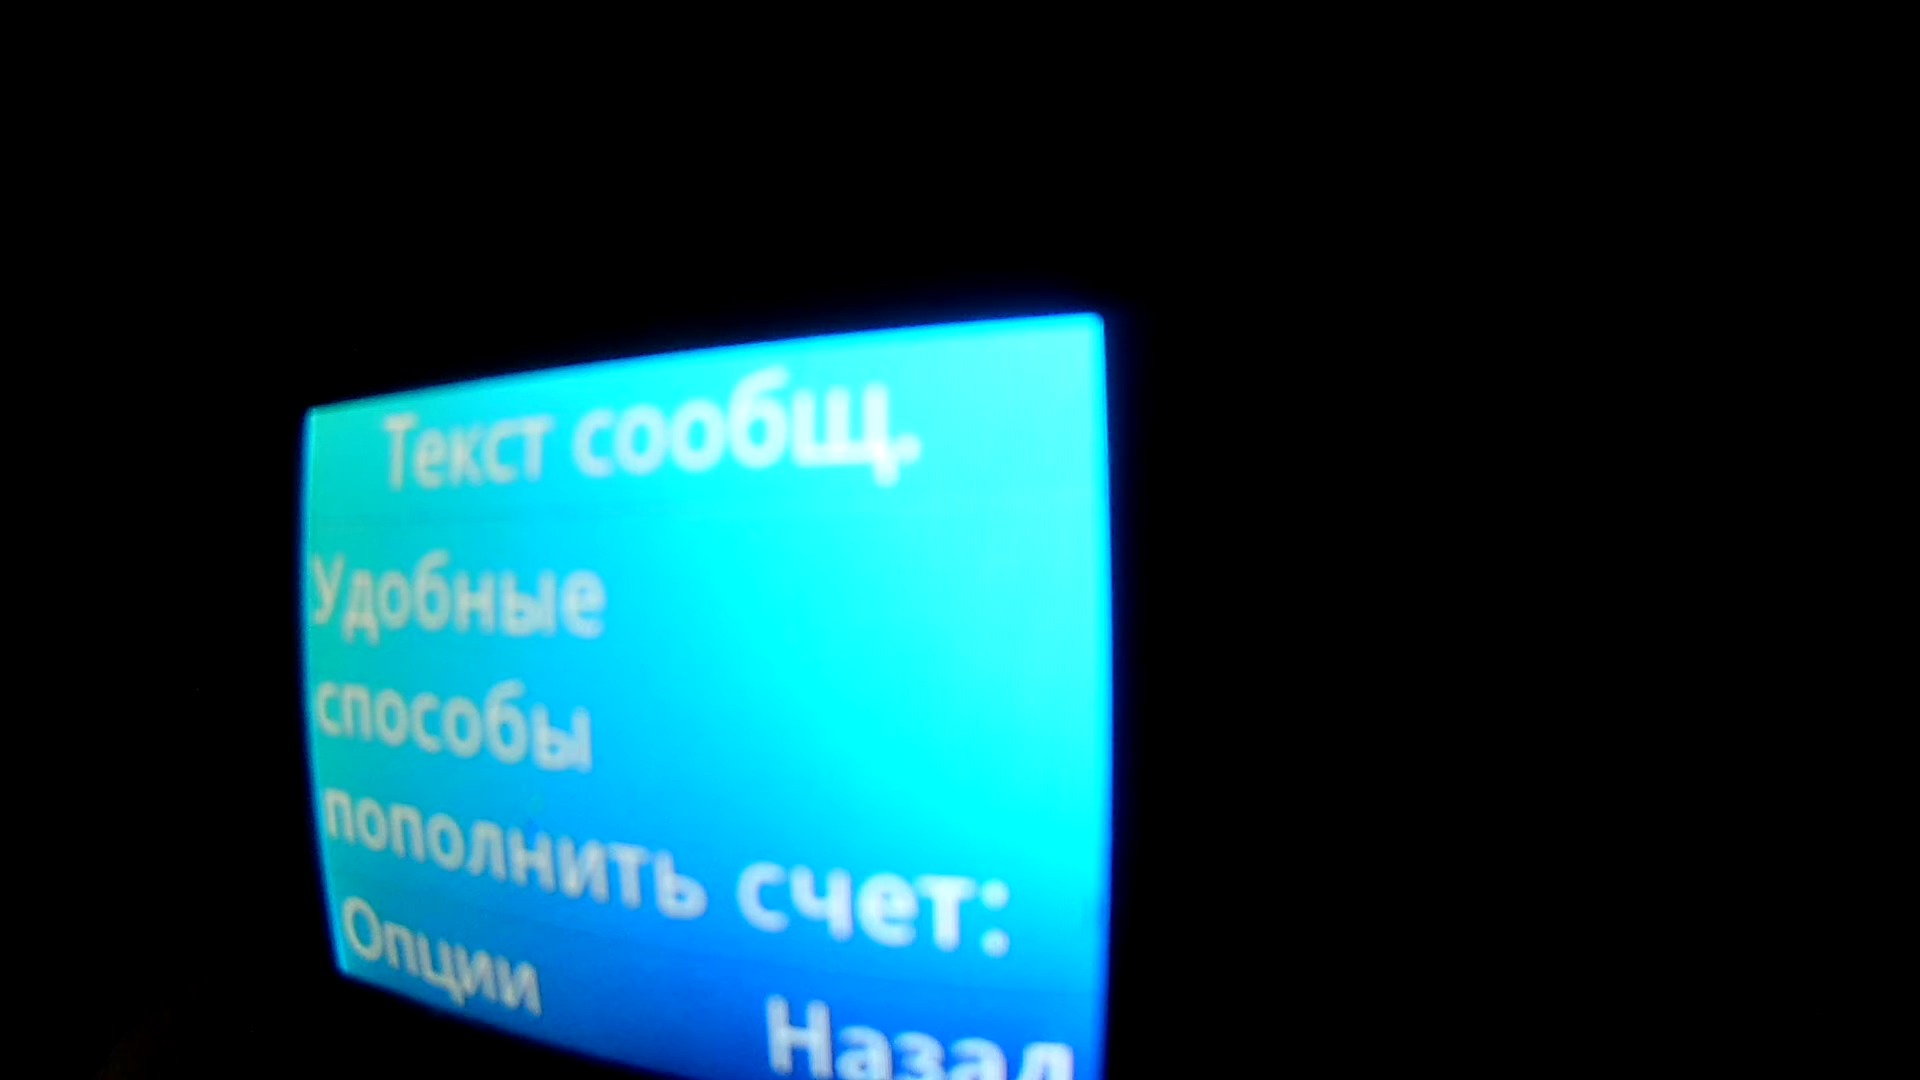 Текст сообщ.
Удобные
способы
пополнить счет:
Опции
Назад